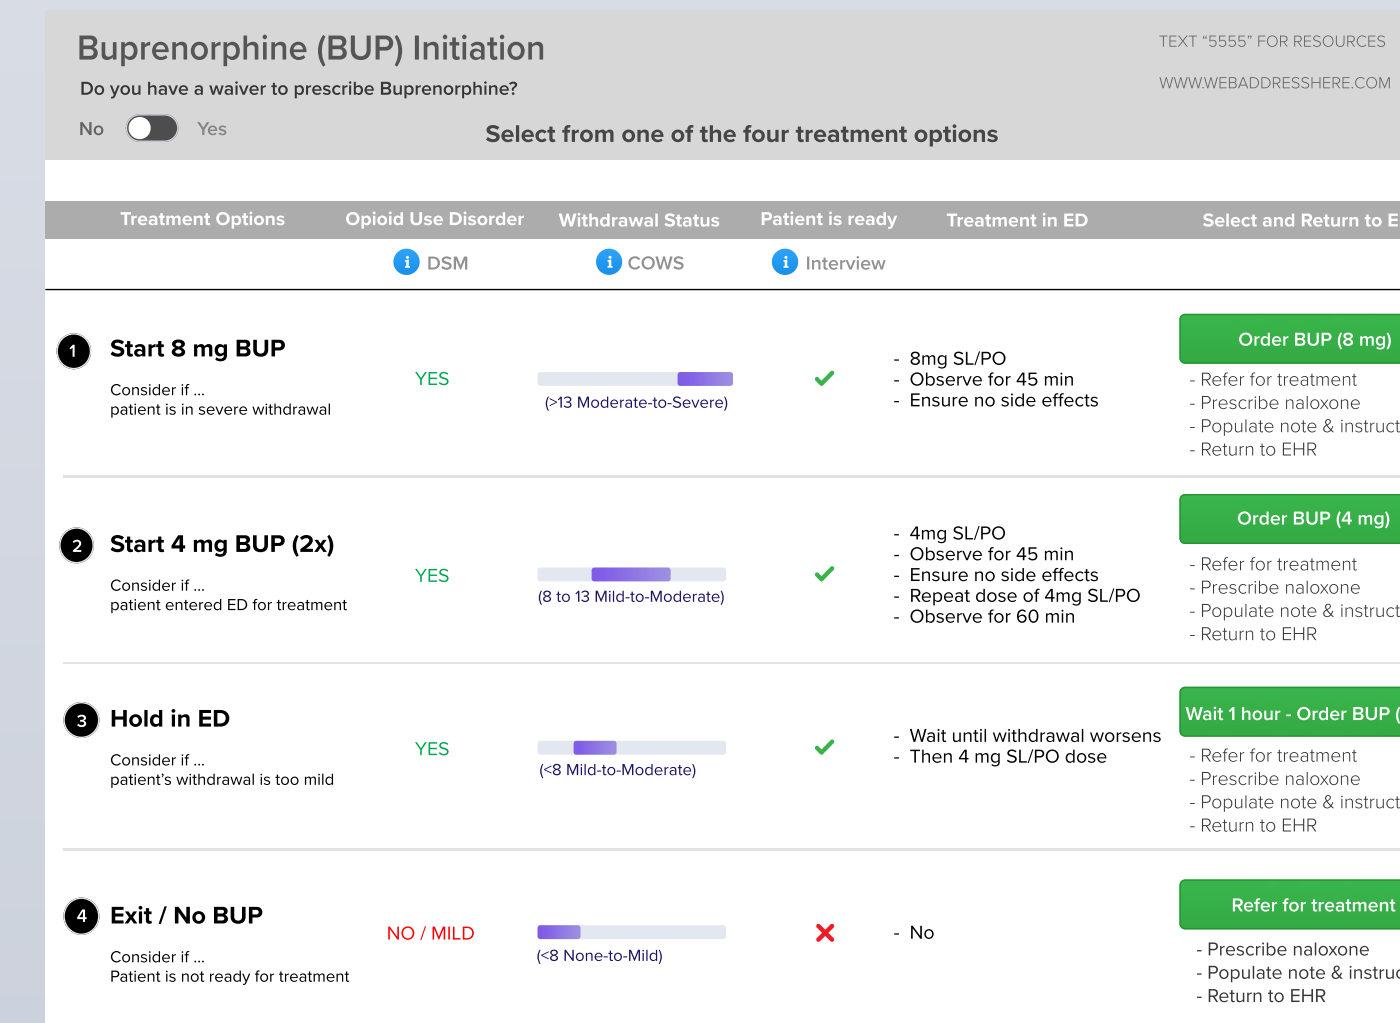 Buprenorphine (BUP) Initiation
TEXT “5555” FOR RESOURCES
Do you have a waiver to prescribe Buprenorphine?
WWW.WEBADDRESSHERE.COM
No Yes
Select from one of the four treatment options
Treatment Options Opioid Use Disorder Withdrawal Status Patient is ready Treatment in ED Select and Return to E
i DSM i COWS i Interview
1 Start 8 mg BUP
Consider if ...
patient is in severe withdrawal
YES
(>13 Moderate-to-Severe)
- 8mg SL/PO
- Observe for 45 min
- Ensure no side effects
Order BUP (8 mg)
- Refer for treatment
- Prescribe naloxone
- Populate note & instruct
- Return to EHR
2 Start 4 mg BUP (2x)
Consider if ...
patient entered ED for treatment
YES
(8 to 13 Mild-to-Moderate)
- 4mg SL/PO
- Observe for 45 min
- Ensure no side effects
- Repeat dose of 4mg SL/PO
- Observe for 60 min
Order BUP (4 mg)
- Refer for treatment
- Prescribe naloxone
- Populate note & instruct
- Return to EHR
3 Hold in ED
Consider if ...
patient’s withdrawal is too mild
YES
(<8 Mild-to-Moderate)
- Wait until withdrawal worsens
- Then 4 mg SL/PO dose
Wait 1 hour - Order BUP (
- Refer for treatment
- Prescribe naloxone
- Populate note & instruct
- Return to EHR
4 Exit / No BUP
Consider if ...
Patient is not ready for treatment
NO / MILD
(<8 None-to-Mild)
- No
Refer for treatment
- Prescribe naloxone
- Populate note & instruc
- Return to EHR